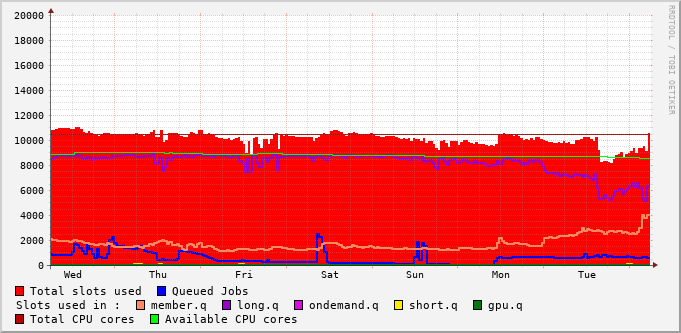 RRDTOOL / TOBI OETIKER
20000
18000
16000
14000
12000
10000
8000
6000
4000
2000
0
Wed Thu Fri Sat Sun Mon Tue
Total slots used Queued Jobs
Slots used in : member.q long.q ondemand.q short.q gpu.q
Total CPU cores Available CPU cores